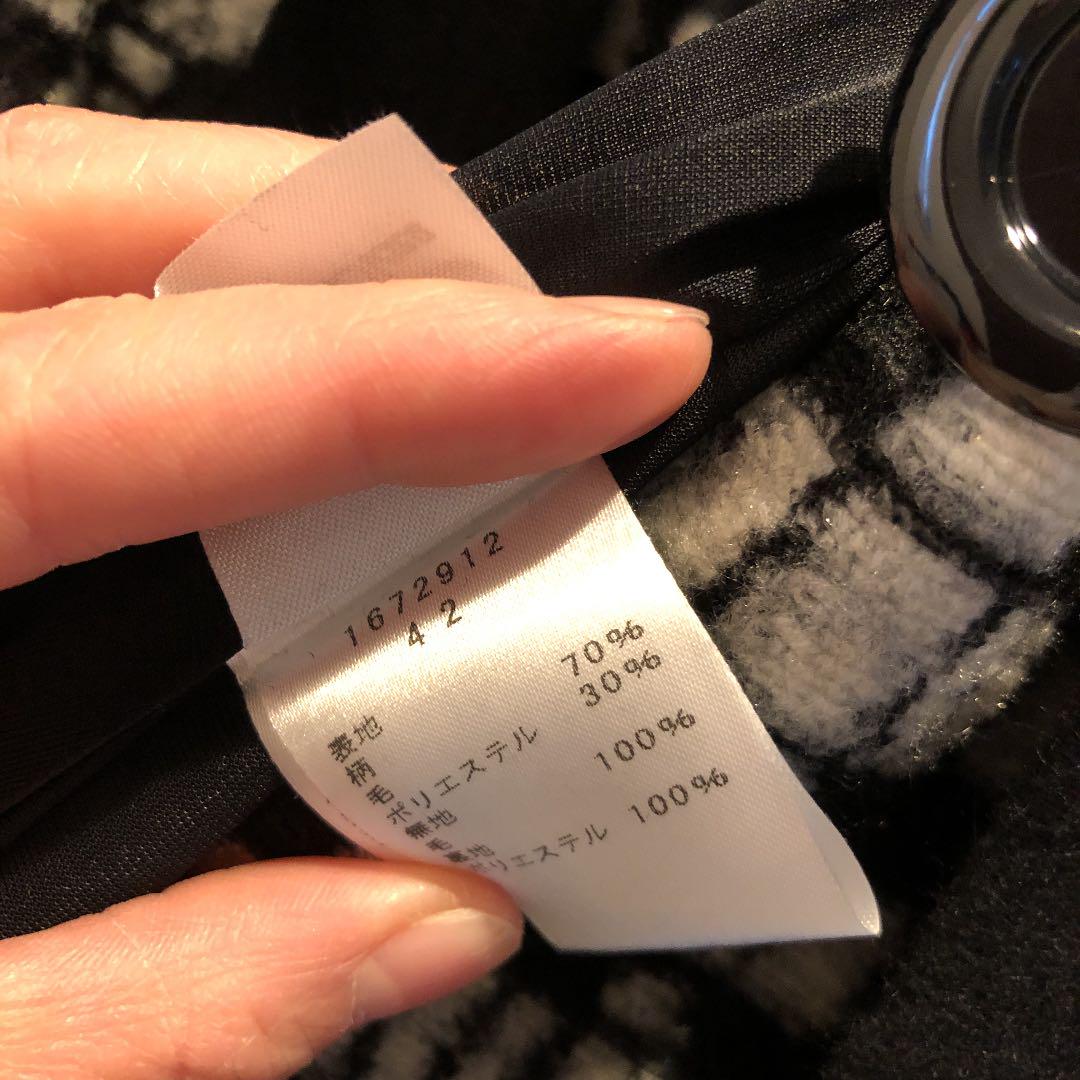 1672912
42
表地
柄
毛 70%
ポリエステル 30%
無地
毛 100%
裏地
ポリエステル 100%